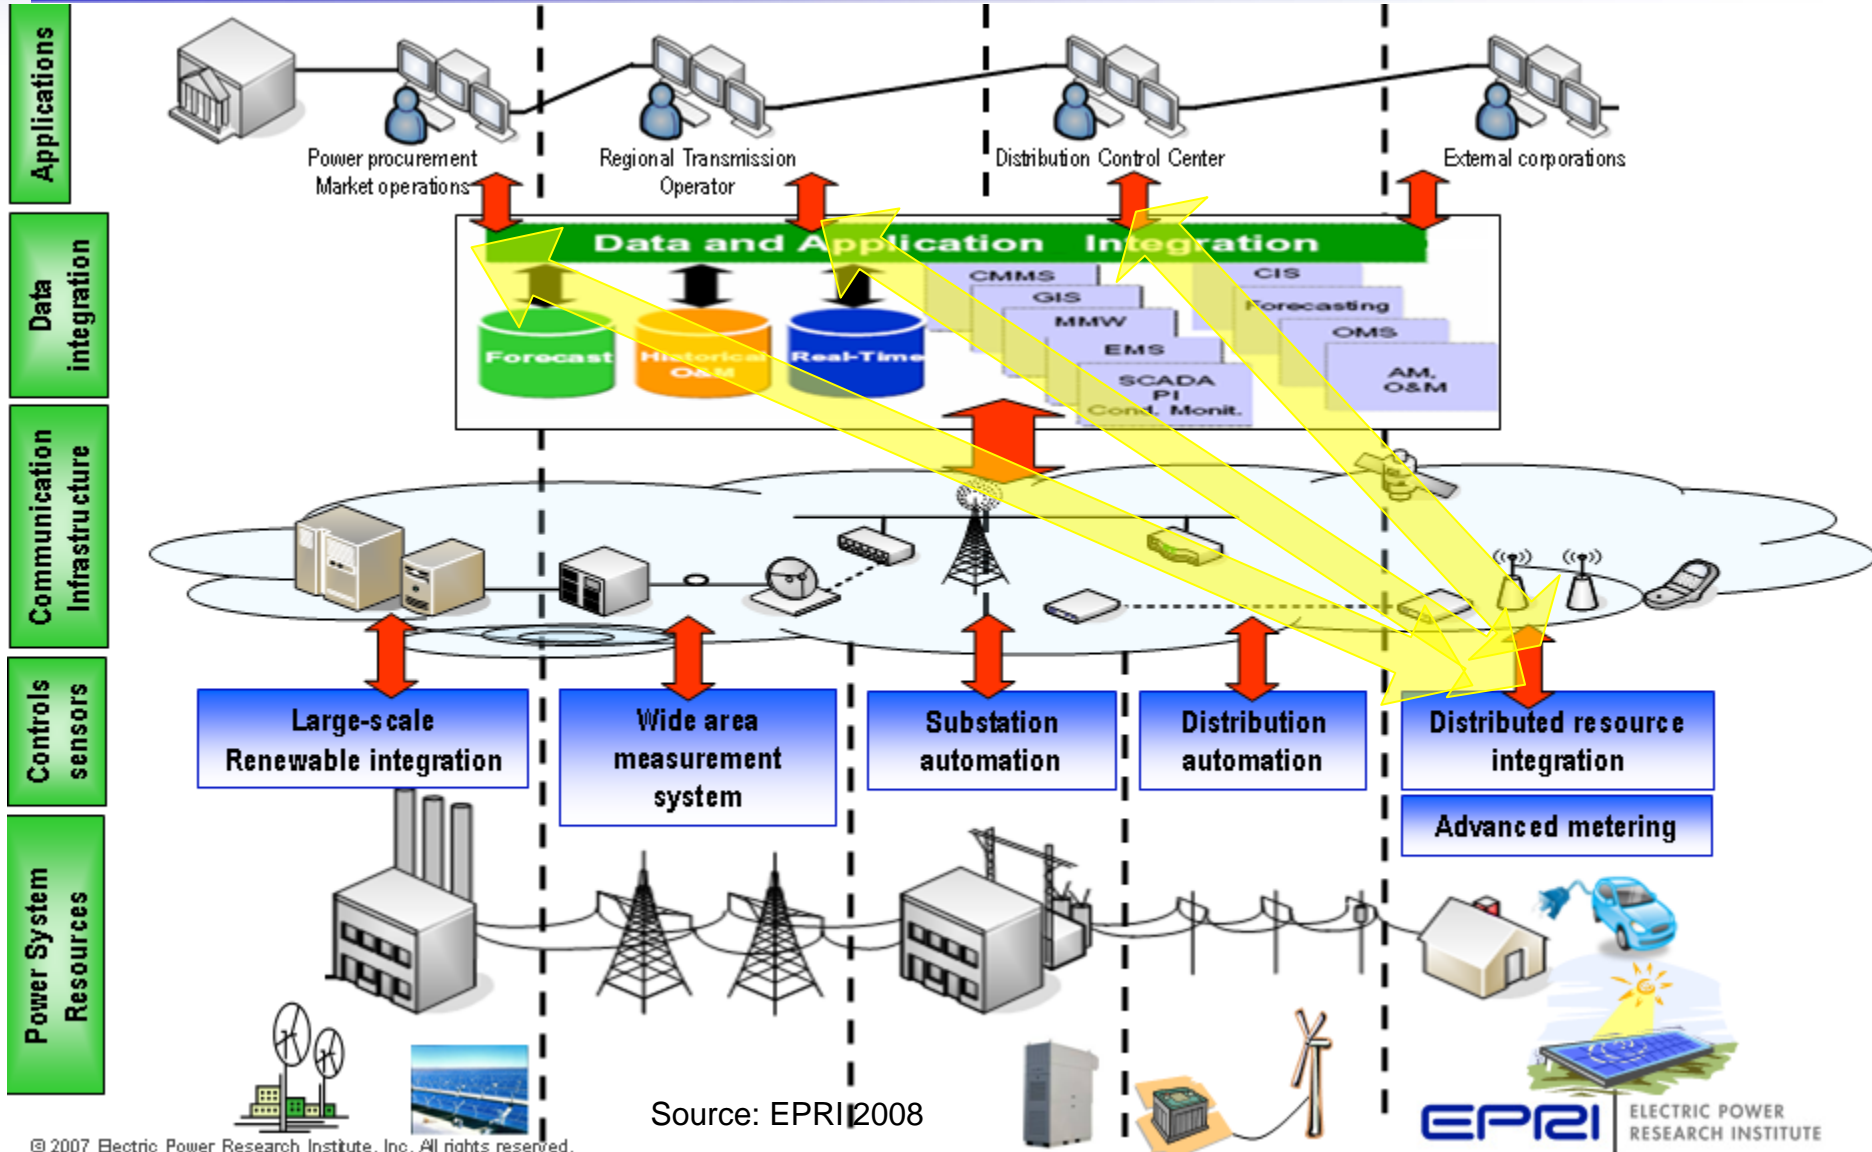 Applications
Power procurement
Market operations
Regional Transmission
Operator
Distribution Control Center
External corporations
Data
integration
Data and Application Integration
Forecast
Historical
O&M
Real-Time
CMMS
GIS
MMW
EMS
SCADA
PI
Cond. Monit.
CIS
Forecasting
OMS
AM,
O&M
Communication
Infrastructure
Controls
sensors
Large-scale
Renewable integration
Wide area
measurement
system
Substation
automation
Distribution
automation
Distributed resource
integration
Advanced metering
Power System
Resources
Source: EPRI 2008
EPRI
ELECTRIC POWER
RESEARCH INSTITUTE
© 2007 Electric Power Research Institute, Inc. All rights reserved.